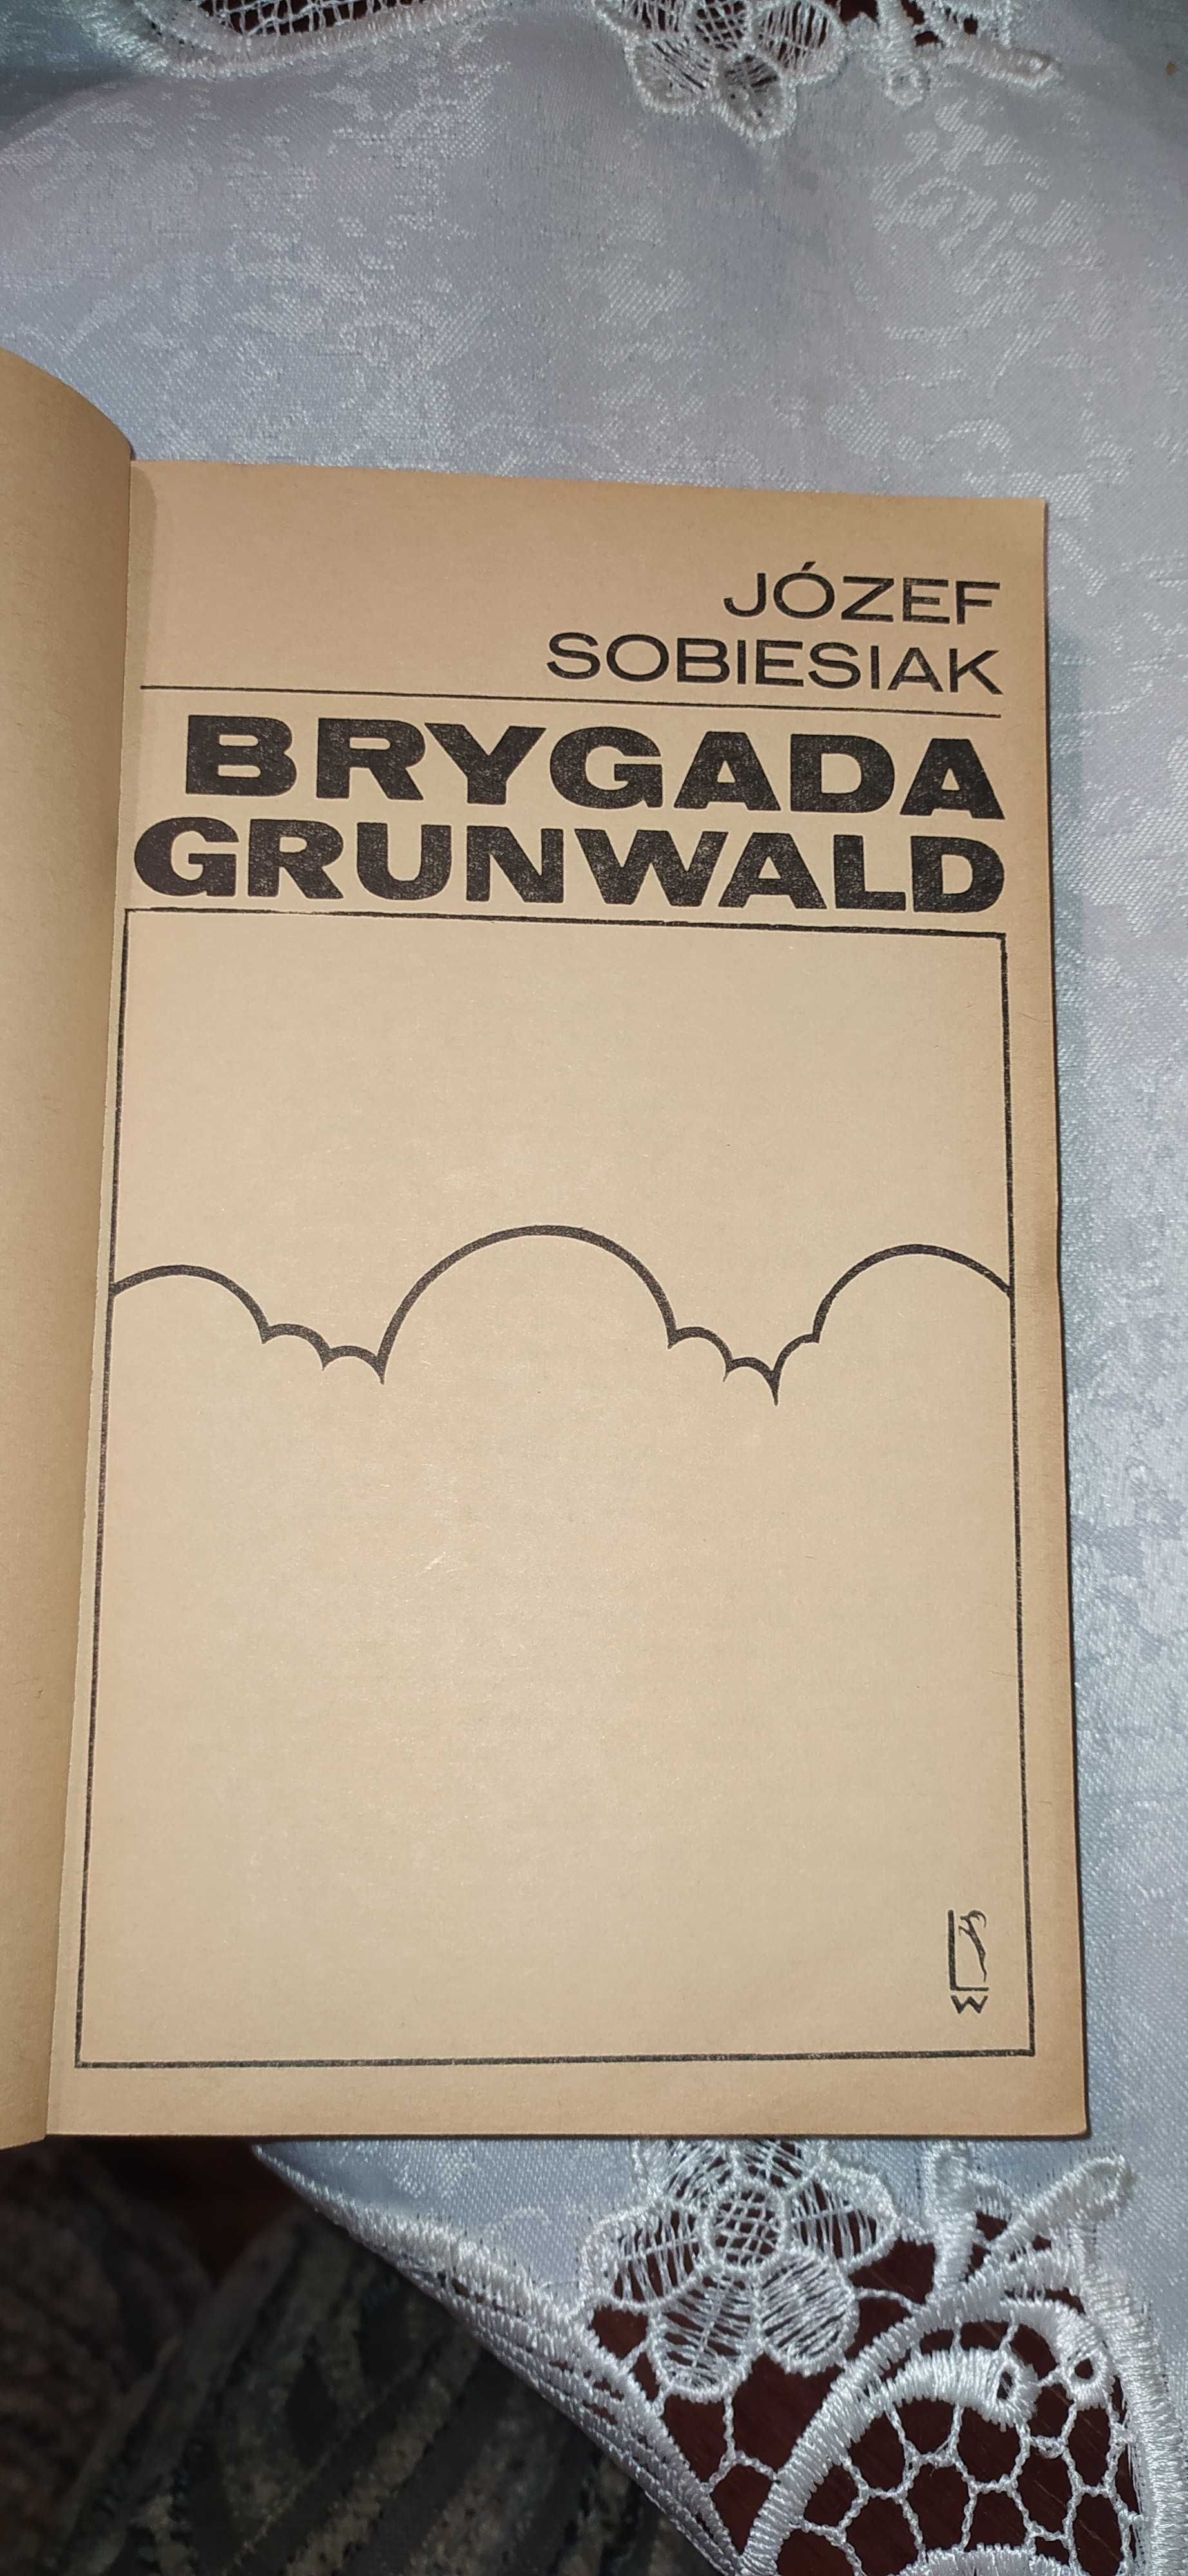 JÓZEF
SOBIESIAK
BRYGADA
GRUNWALD
W